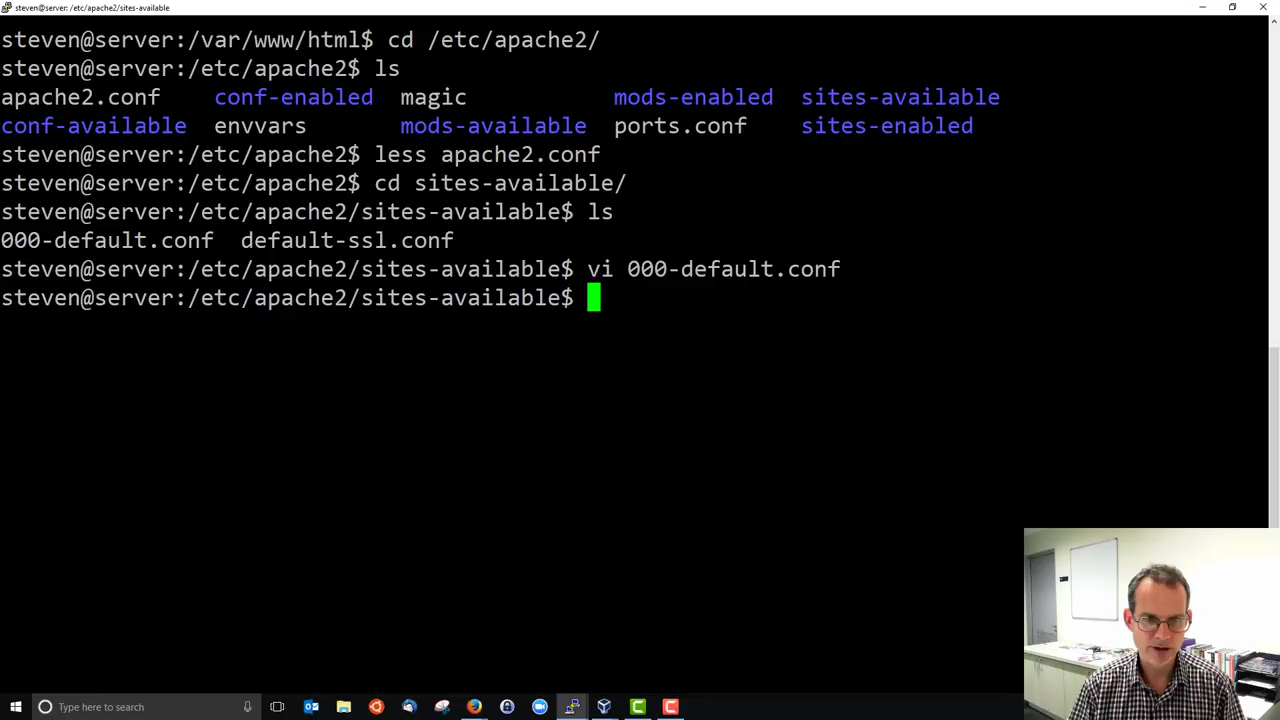 steven@server: /etc/apache2/sites-available
steven@server:/var/www/html$ cd /etc/apache2/
steven@server:/etc/apache2$ ls
apache2.conf conf-enabled magic mods-enabled sites-available
conf-available envvars mods-available ports.conf sites-enabled
steven@server:/etc/apache2$ less apache2.conf
steven@server:/etc/apache2$ cd sites-available/
steven@server:/etc/apache2/sites-available$ ls
000-default.conf default-ssl.conf
steven@server:/etc/apache2/sites-available$ vi 000-default.conf
steven@server:/etc/apache2/sites-available$
Type here to search